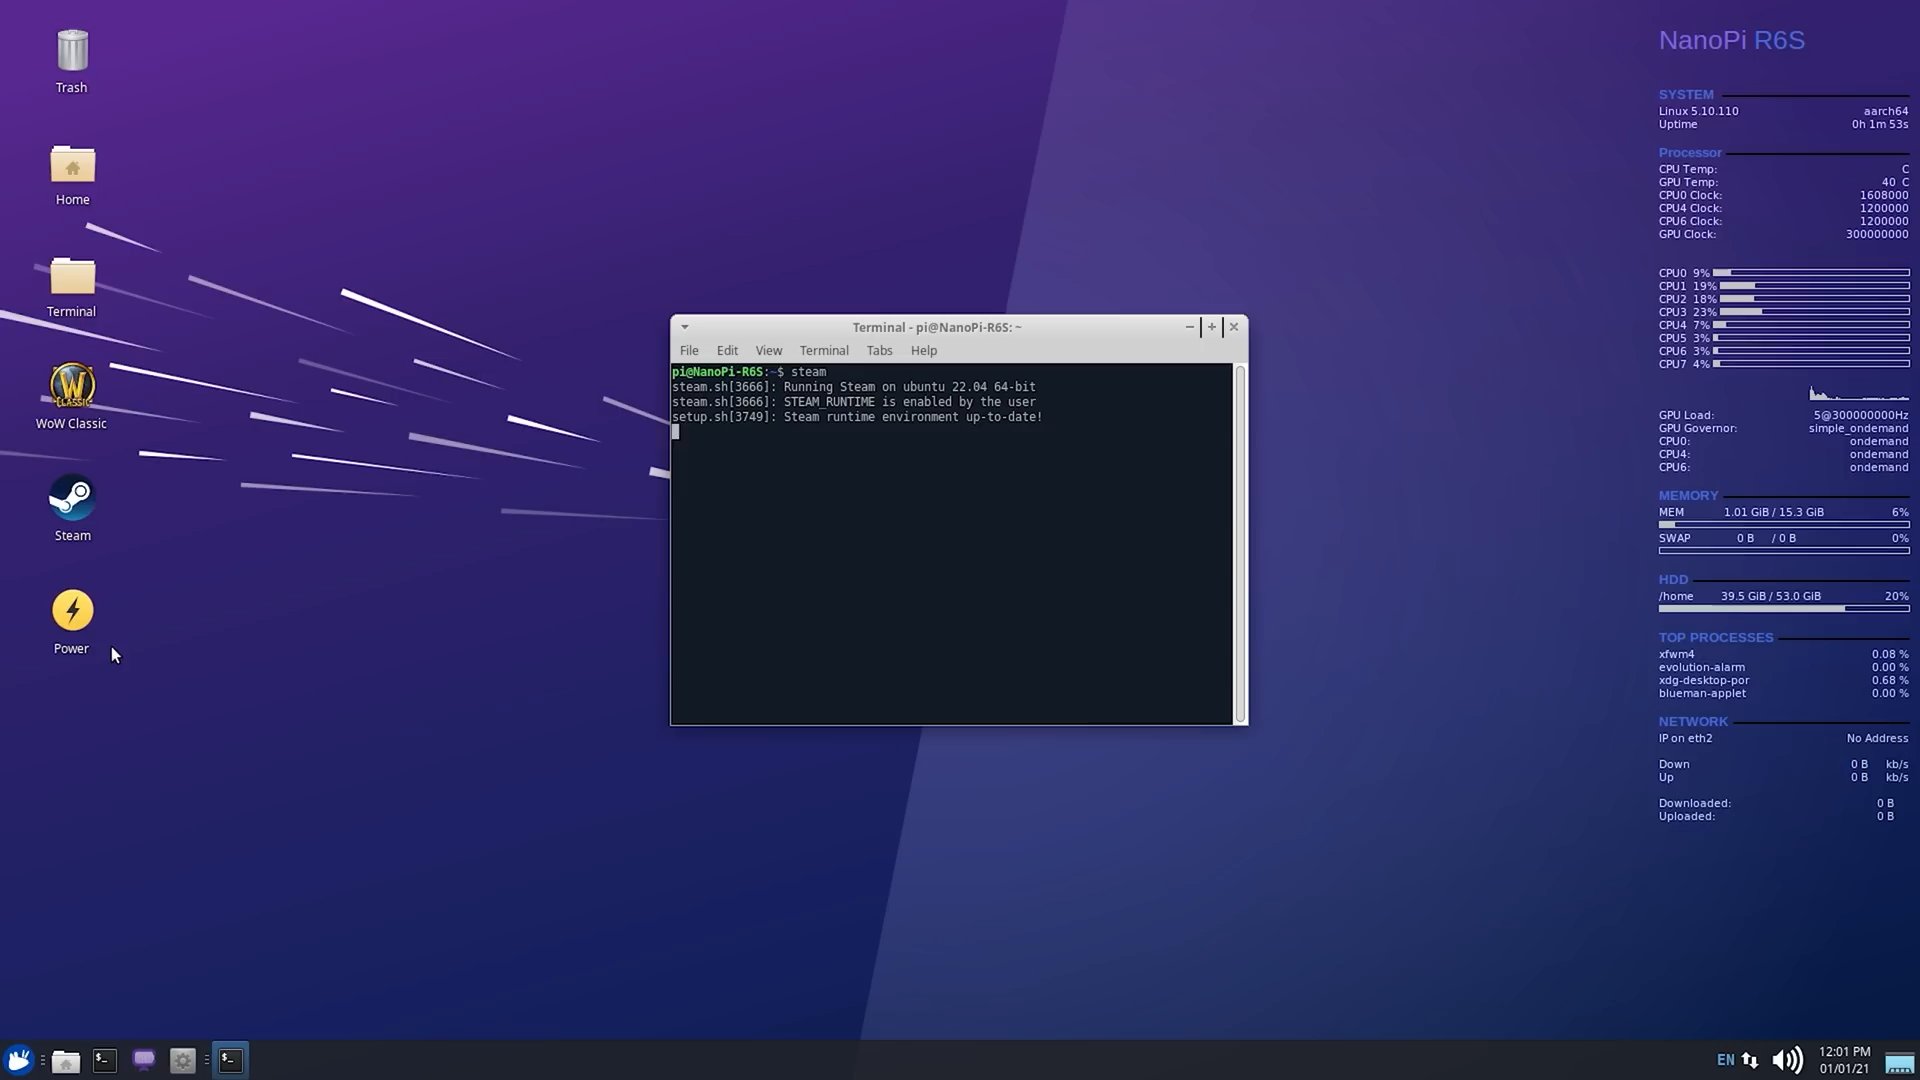 Trash
Home
Terminal
WoW Classic
Steam
Power
Terminal - pi@NanoPi-R6S: ~
File Edit View Terminal Tabs Help
pi@NanoPi-R6S:~$ steam
steam.sh[3666]: Running Steam on ubuntu 22.04 64-bit
steam.sh[3666]: STEAM_RUNTIME is enabled by the user
setup.sh[3749]: Steam runtime environment up-to-date!
NanoPi R6S
SYSTEM
Linux 5.10.110 aarch64
Uptime 0h 1m 53s
Processor
CPU Temp: C
GPU Temp: 40 C
CPU0 Clock: 1608000
CPU4 Clock: 1200000
CPU6 Clock: 1200000
GPU Clock: 300000000
CPU0 9%
CPU1 19%
CPU2 18%
CPU3 23%
CPU4 7%
CPU5 3%
CPU6 3%
CPU7 4%
GPU Load: 5@300000000Hz
GPU Governor: simple_ondemand
CPU0: ondemand
CPU4: ondemand
CPU6: ondemand
MEMORY
MEM 1.01 GiB / 15.3 GiB 6%
SWAP 0 B / 0 B 0%
HDD
/home 39.5 GiB / 53.0 GiB 20%
TOP PROCESSES
xfwm4 0.08 %
evolution-alarm 0.00 %
xdg-desktop-por 0.68 %
blueman-applet 0.00 %
NETWORK
IP on eth2 No Address
Down 0 B kb/s
Up 0 B kb/s
Downloaded: 0 B
Uploaded: 0 B
EN
12:01 PM
01/01/21